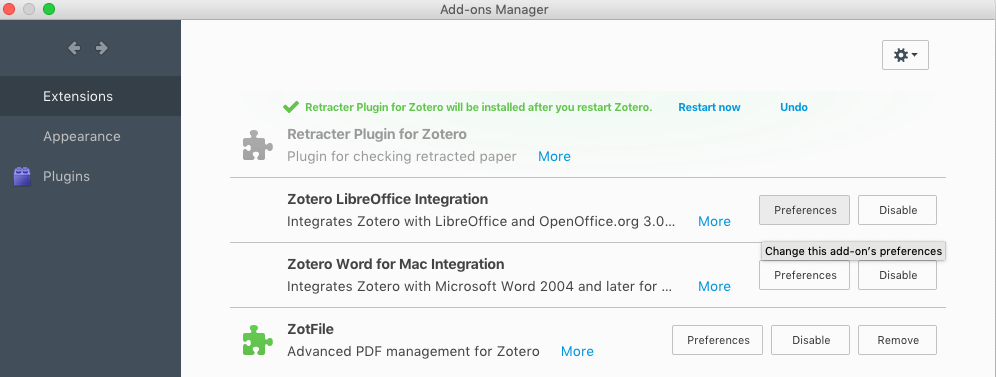 Add-ons Manager
Extensions
Appearance
Plugins
Retracter Plugin for Zotero will be installed after you restart Zotero. Restart now Undo
Retracter Plugin for Zotero
Plugin for checking retracted paper More
Zotero LibreOffice Integration
Integrates Zotero with LibreOffice and OpenOffice.org 3.0... More Preferences Disable
Change this add-on's preferences
Zotero Word for Mac Integration
Integrates Zotero with Microsoft Word 2004 and later for ... More Preferences Disable
ZotFile
Advanced PDF management for Zotero More Preferences Disable Remove